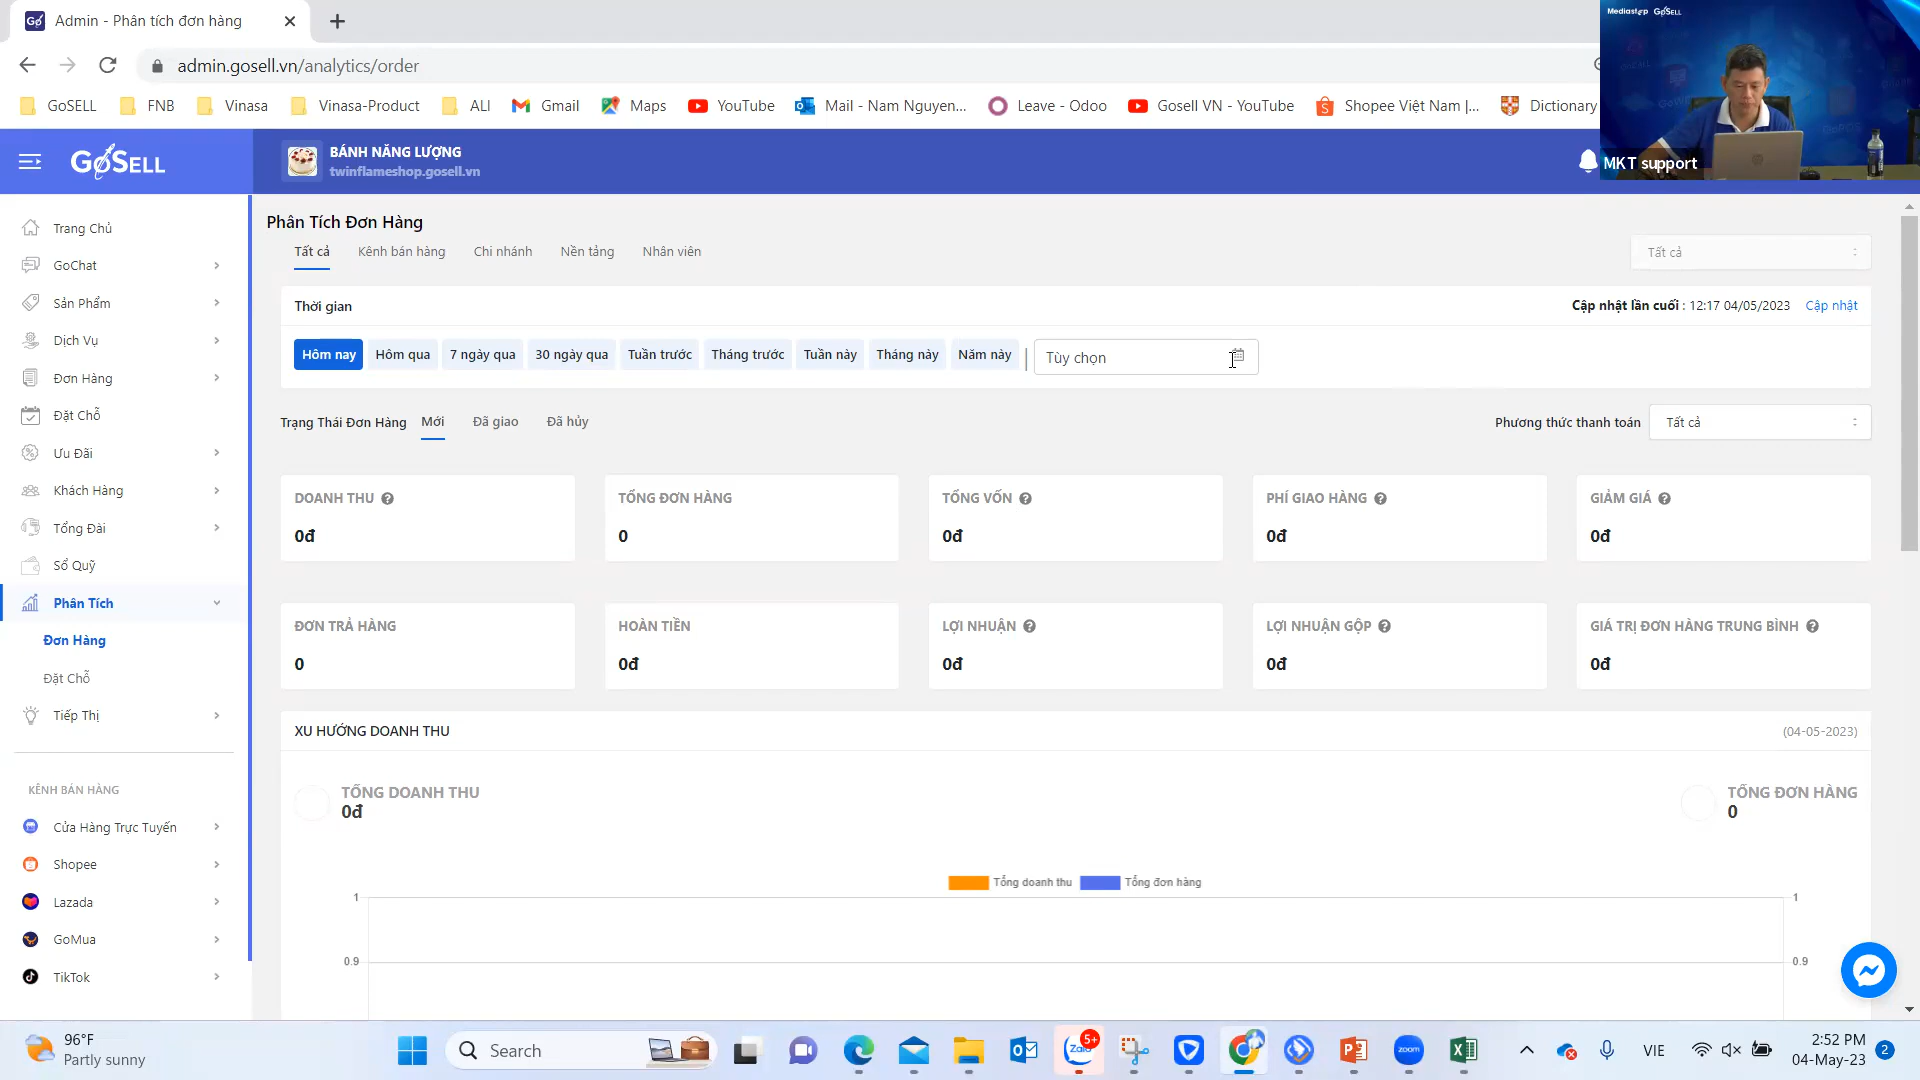 Admin - Phân tích đơn hàng
admin.gosell.vn/analytics/order
GoSELL
FNB
Vinasa
Vinasa-Product
ALI
Gmail
Maps
YouTube
Mail - Nam Nguyen...
Leave - Odoo
Gosell VN - YouTube
Shopee Việt Nam |...
Dictionary
Mediastep GoSELL
MKT support
GoSELL
BÁNH NĂNG LƯỢNG
twinflameshop.gosell.vn
Trang Chủ
GoChat
Sản Phẩm
Dịch Vụ
Đơn Hàng
Đặt Chỗ
Ưu Đãi
Khách Hàng
Tổng Đài
Sổ Quỹ
Phân Tích
Đơn Hàng
Đặt Chỗ
Tiếp Thị
KÊNH BÁN HÀNG
Cửa Hàng Trực Tuyến
Shopee
Lazada
GoMua
TikTok
Phân Tích Đơn Hàng
Tất cả
Kênh bán hàng
Chi nhánh
Nền tảng
Nhân viên
Tất cả
Thời gian
Cập nhật lần cuối : 12:17 04/05/2023 Cập nhật
Hôm nay
Hôm qua
7 ngày qua
30 ngày qua
Tuần trước
Tháng trước
Tuần này
Tháng này
Năm này
Tùy chọn
Trạng Thái Đơn Hàng
Mới
Đã giao
Đã hủy
Phương thức thanh toán
Tất cả
DOANH THU
0đ
TỔNG ĐƠN HÀNG
0
TỔNG VỐN
0đ
PHÍ GIAO HÀNG
0đ
GIẢM GIÁ
0đ
ĐƠN TRẢ HÀNG
0
HOÀN TIỀN
0đ
LỢI NHUẬN
0đ
LỢI NHUẬN GỘP
0đ
GIÁ TRỊ ĐƠN HÀNG TRUNG BÌNH
0đ
XU HƯỚNG DOANH THU
(04-05-2023)
TỔNG DOANH THU
0đ
TỔNG ĐƠN HÀNG
0
Tổng doanh thu
Tổng đơn hàng
1
1
0.9
0.9
96°F
Partly sunny
Search
Zalo
5+
zoom
VIE
2:52 PM
04-May-23
2